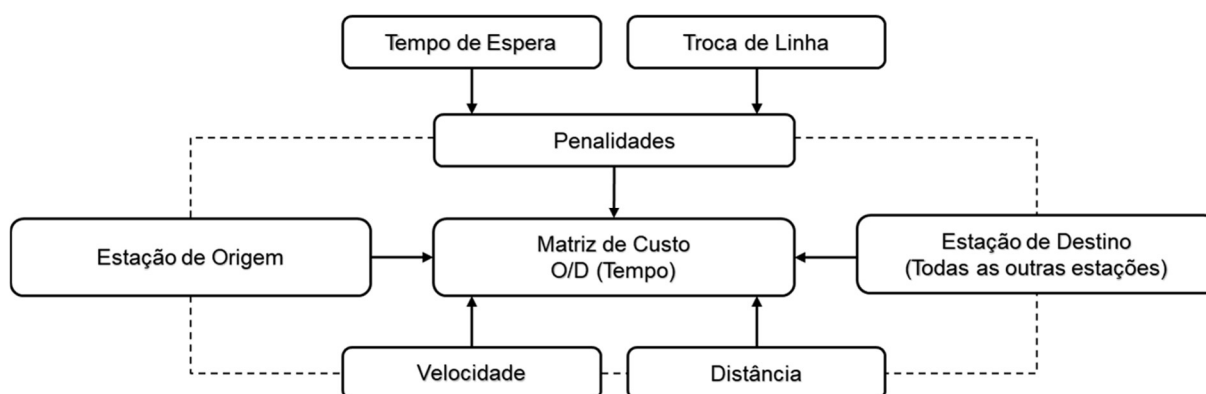 Tempo de Espera
Troca de Linha
Penalidades
Estação de Origem
Matriz de Custo
O/D (Tempo)
Estação de Destino
(Todas as outras estações)
Velocidade
Distância